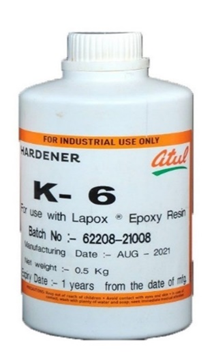 FOR INDUSTRIAL USE ONLY
HARDENER
atul
K- 6
For use with Lapox ® Epoxy Resin
Batch No :- 62208-21008
Manufacturing Date :- AUG - 2021
Net weight :- 0.5 Kg
Expiry Date :- 1 years from the date of mfg